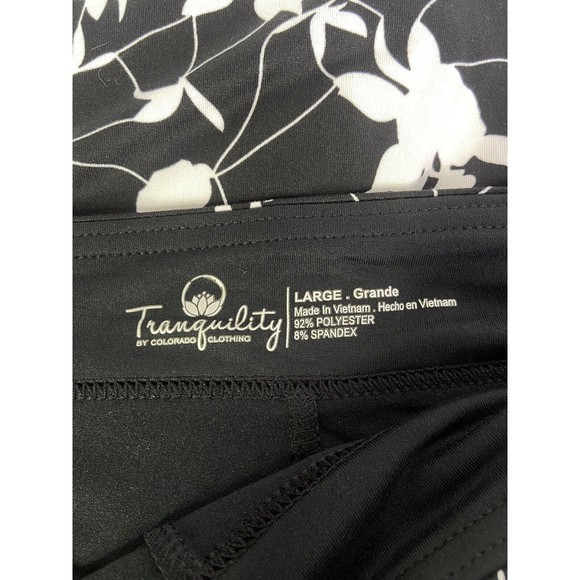 Tranquility
BY COLORADO CLOTHING
LARGE . Grande
Made In Vietnam . Hecho en Vietnam
92% POLYESTER
8% SPANDEX